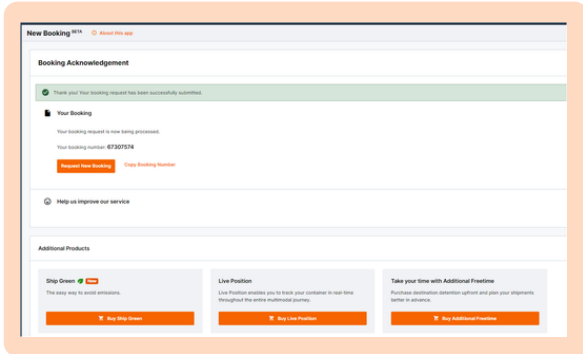 New Booking BETA About this app
Booking Acknowledgement
Thank you! Your booking request has been successfully submitted.
Your Booking
Your booking request is now being processed.
Your booking number: 67307574
Request New Booking Copy Booking Number
Help us improve our service
Additional Products
Ship Green New
The easy way to avoid emissions.
Buy Ship Green
Live Position
Live Position enables you to track your container in real-time
throughout the entire multimodal journey.
Buy Live Position
Take your time with Additional Freetime
Purchase destination detention upfront and plan your shipments
better in advance.
Buy Additional Freetime